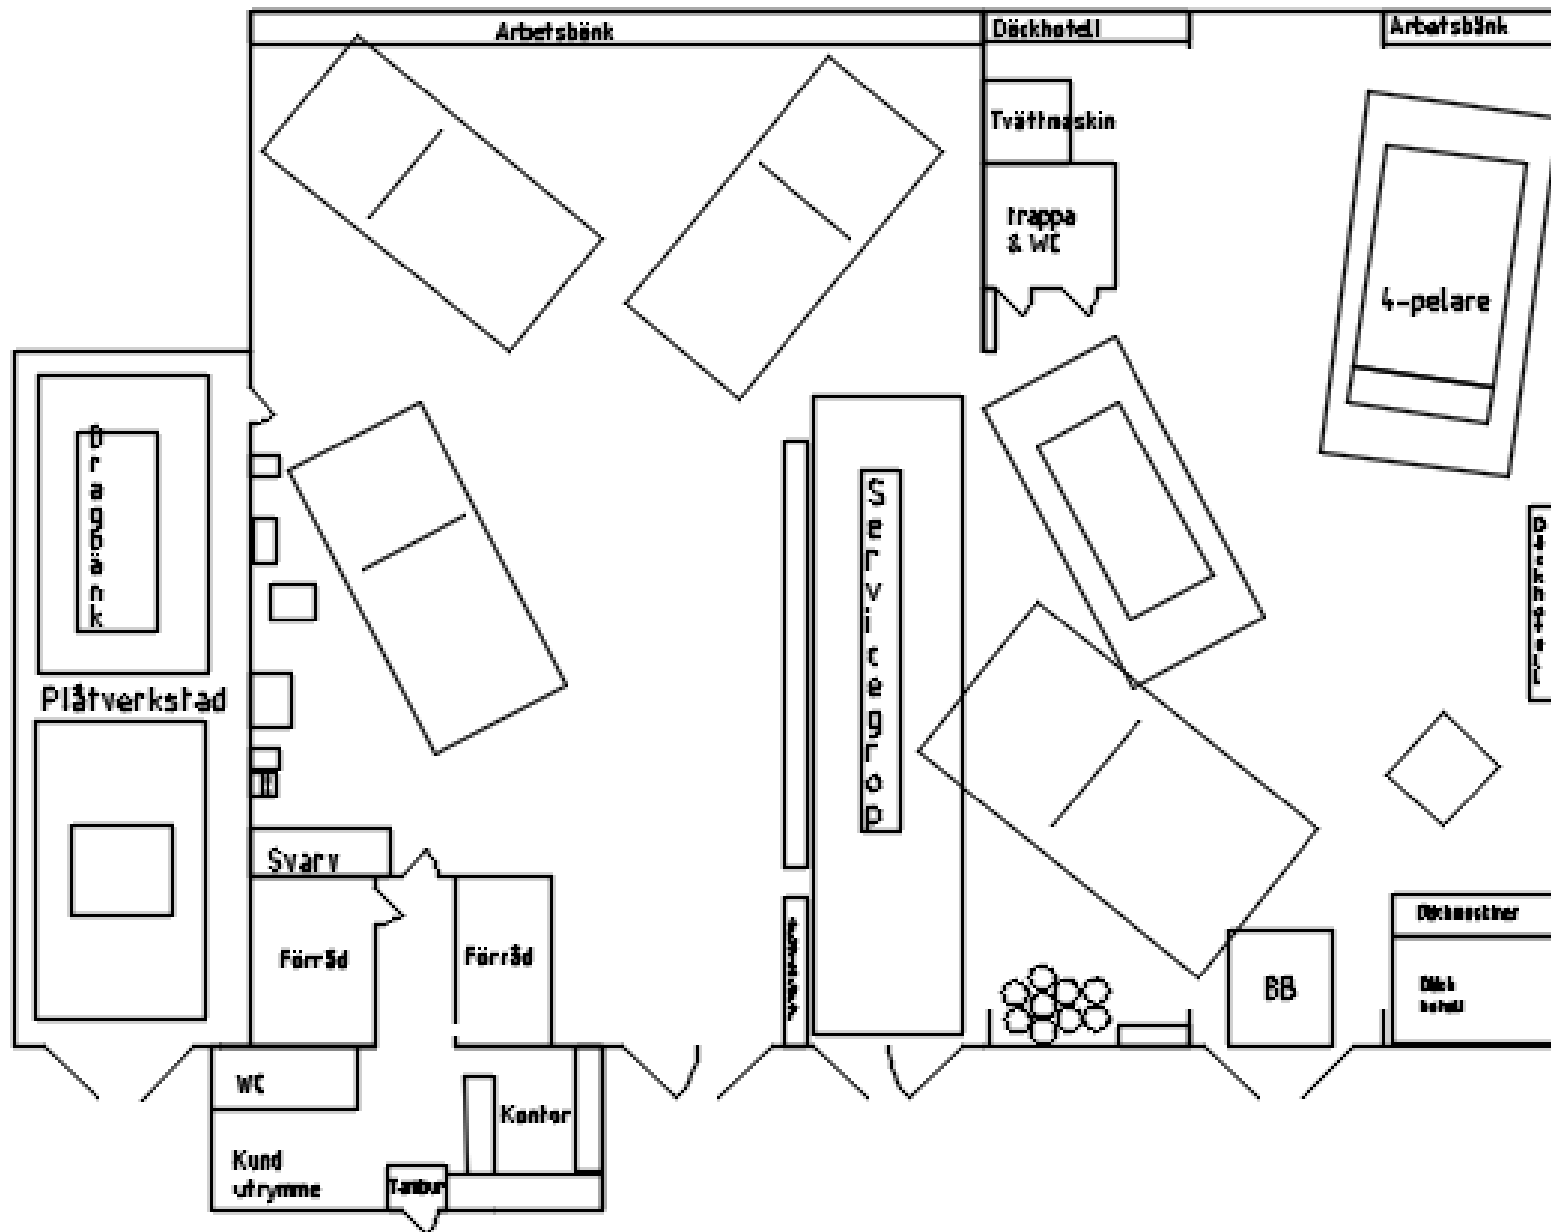 Arbetsbänk
Däckhotell
Arbetsbänk
Tvättmaskin
trappa
& WC
4-pelare
Dragbänk
Servicegrop
Däckhotell
Plåtverkstad
Svarv
Förråd
Förråd
BB
Däckmaskiner
Däck
hotell
WC
Kontor
Kund
utrymme
Tambur